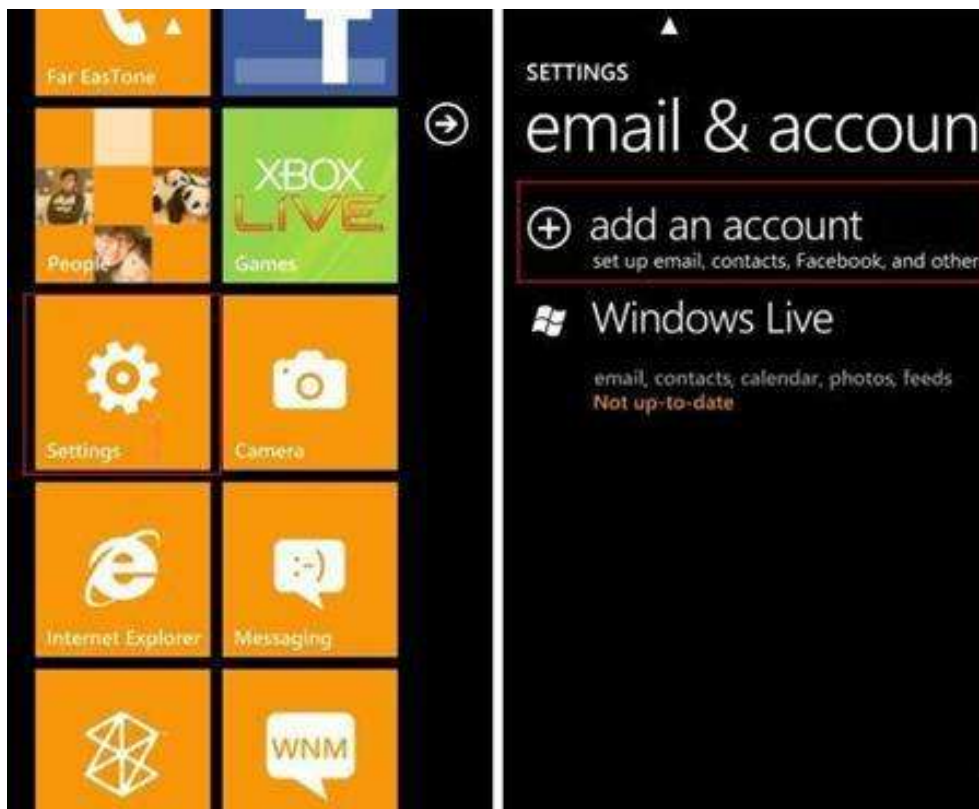 Far EasTone
People
XBOX
LIVE
Games
Settings
Camera
Internet Explorer
:-)
Messaging
WNM
SETTINGS
email & accoun
add an account
set up email, contacts, Facebook, and other
Windows Live
email, contacts, calendar, photos, feeds
Not up-to-date